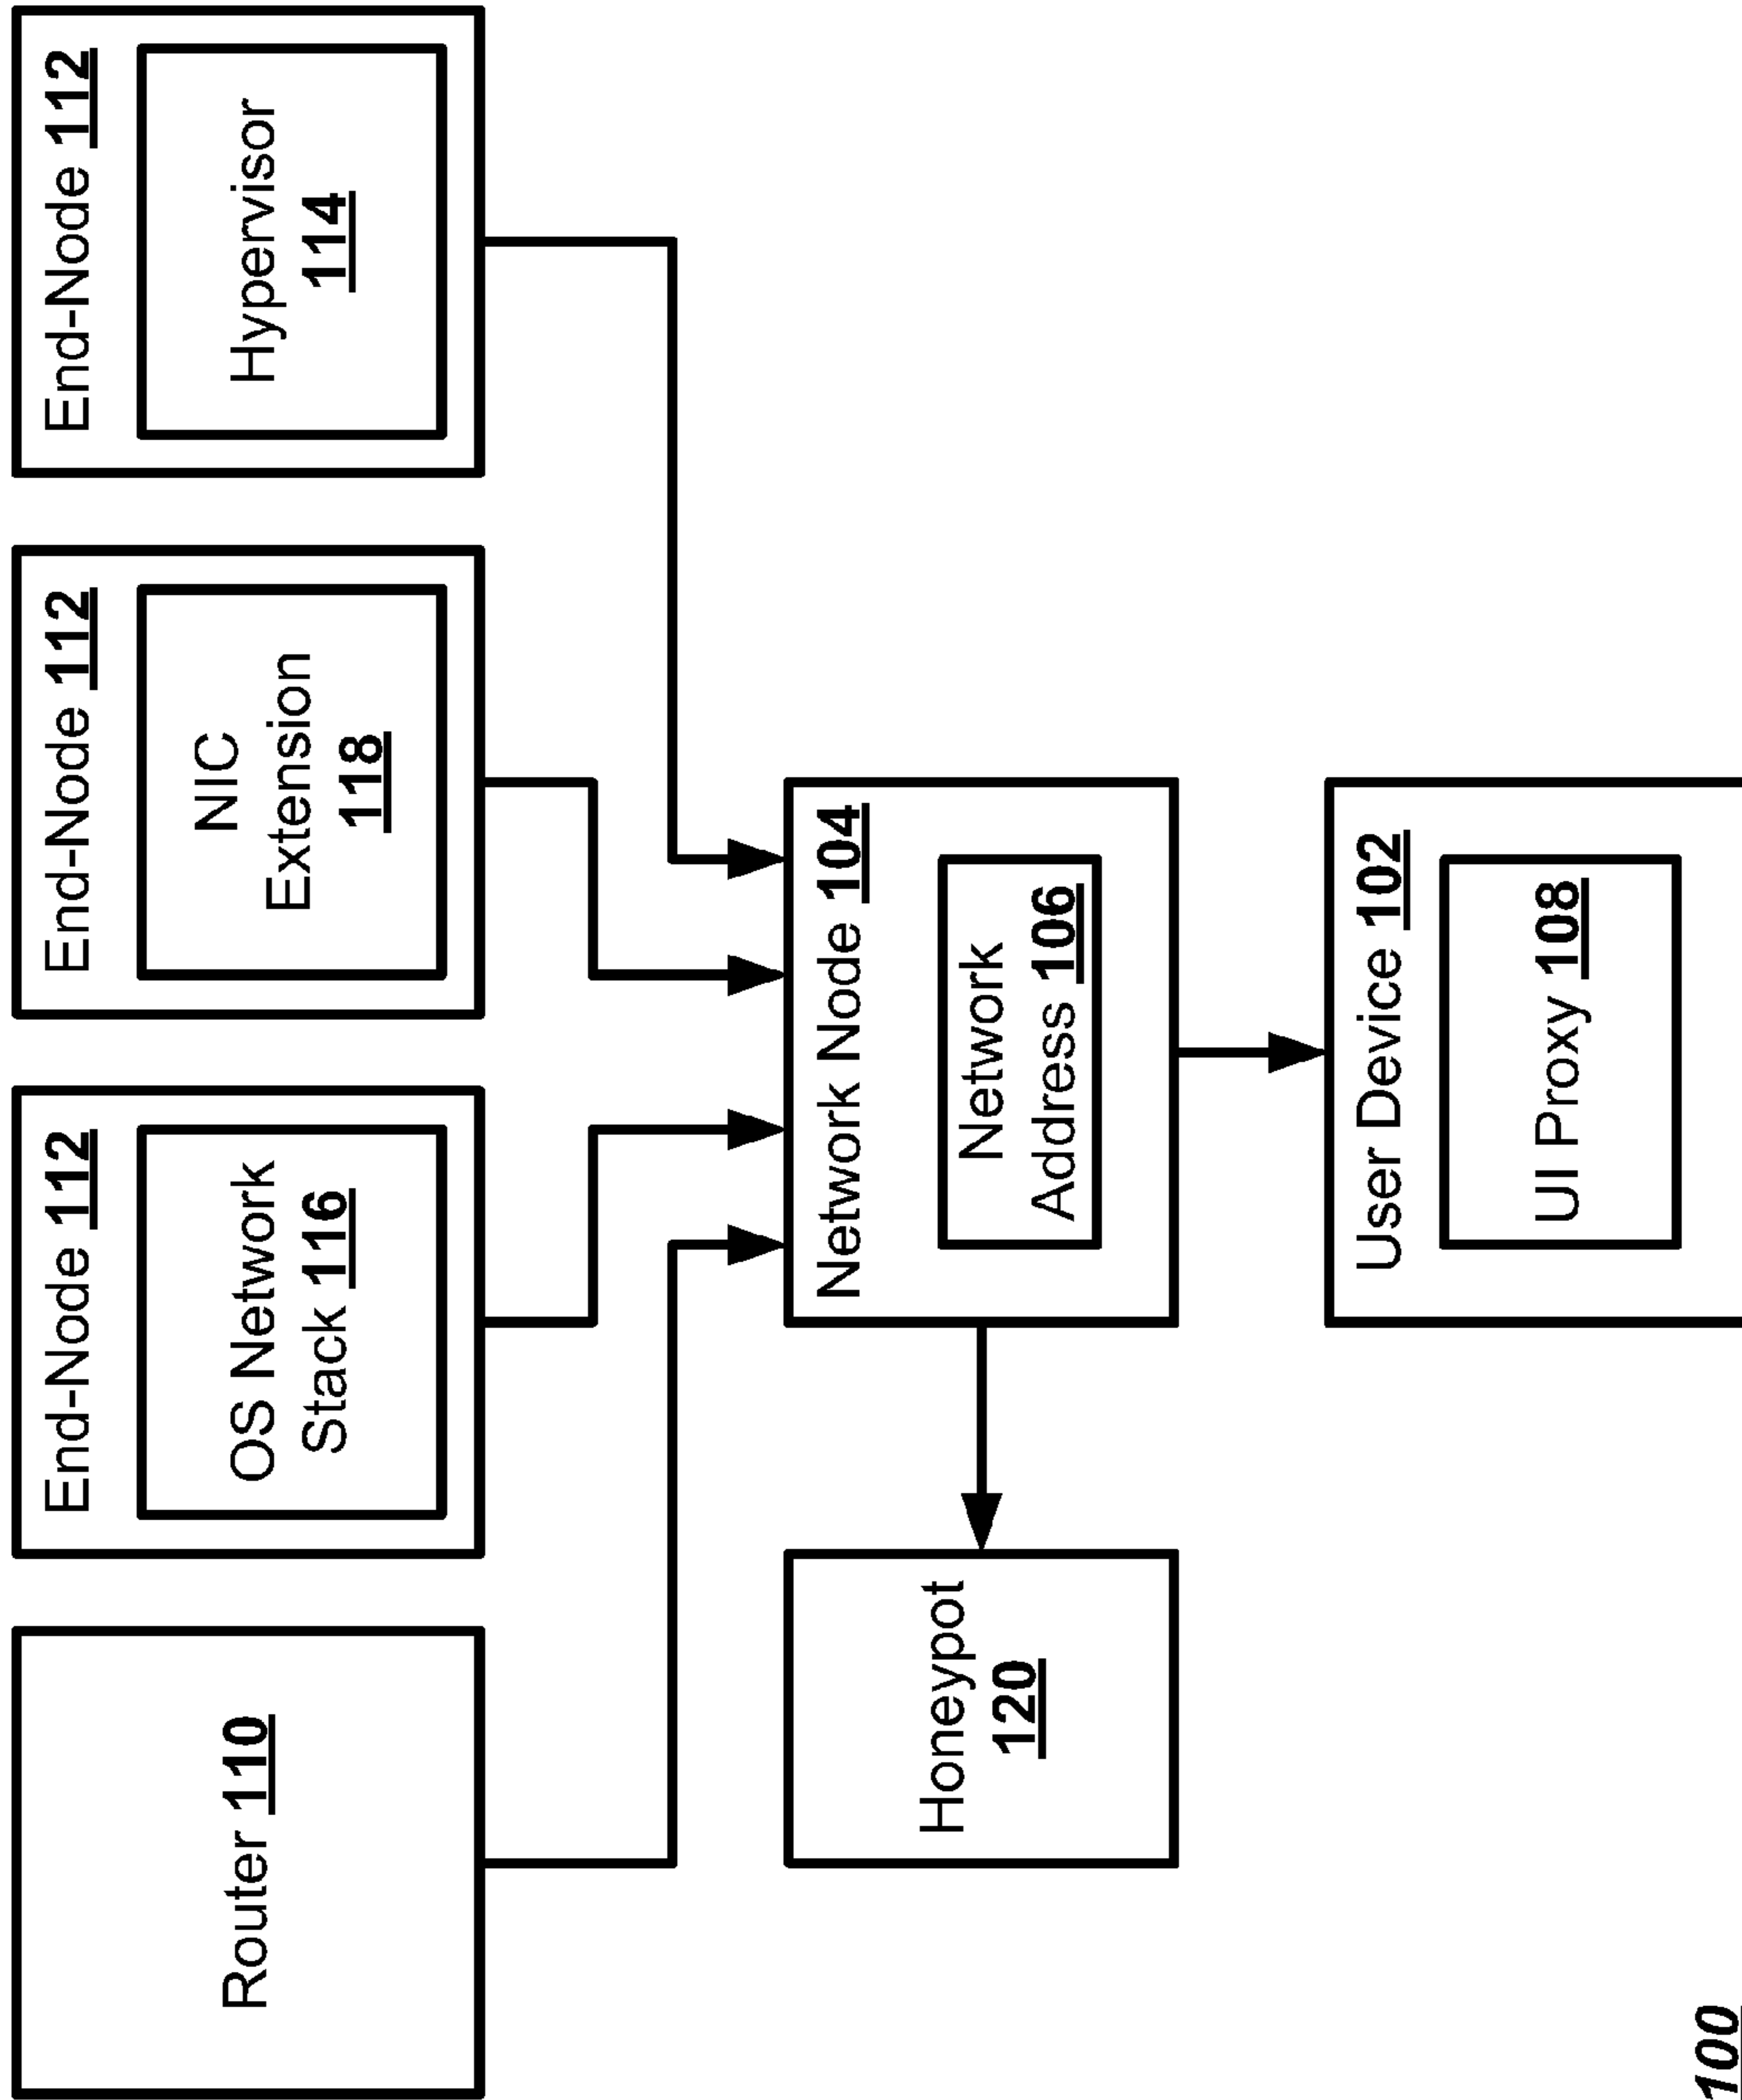 Router 110
End-Node 112
OS Network
Stack 116
End-Node 112
NIC
Extension
118
End-Node 112
Hypervisor
114
Honeypot
120
Network Node 104
Network
Address 106
User Device 102
UI Proxy 108
100